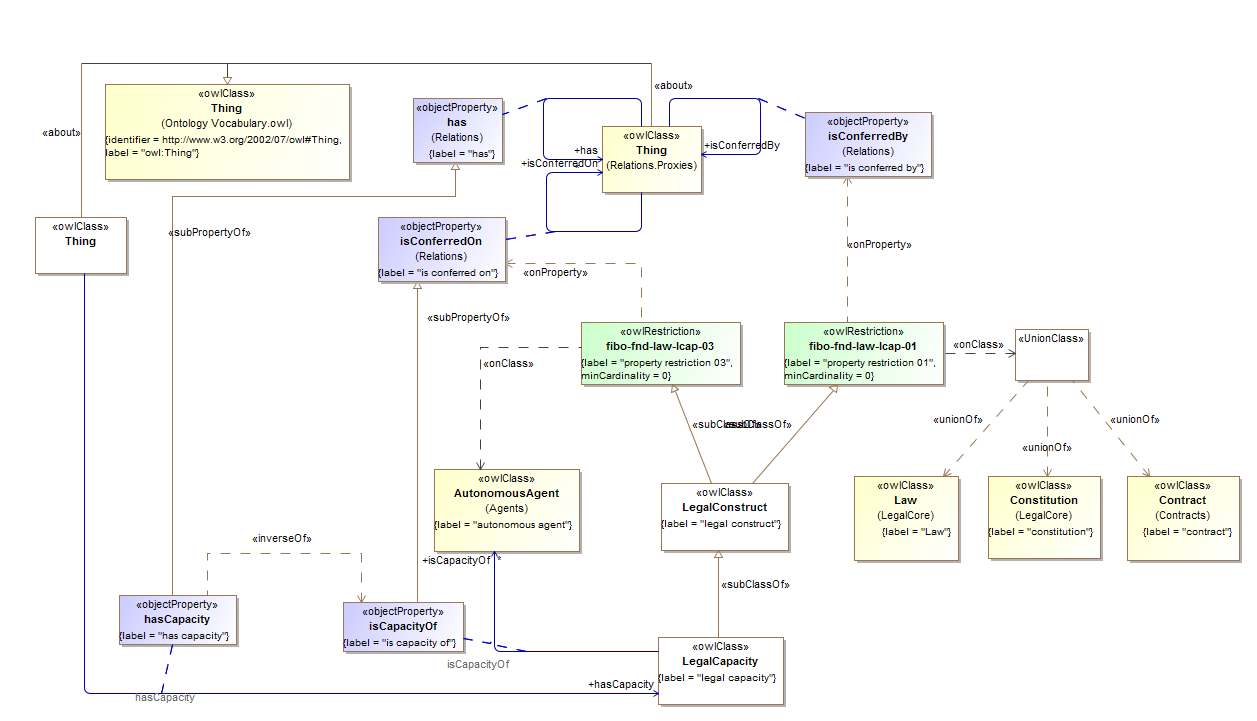 «about»
«about»
«owlClass»
Thing
(Ontology Vocabulary.owl)
{identifier = http://www.w3.org/2002/07/owl#Thing,
label = "owl:Thing"}
«objectProperty»
has
(Relations)
{label = "has"}
+has
+isConferredOn
«owlClass»
Thing
(Relations.Proxies)
+isConferredBy
«objectProperty»
isConferredBy
(Relations)
{label = "is conferred by"}
«owlClass»
Thing
«subPropertyOf»
«objectProperty»
isConferredOn
(Relations)
{label = "is conferred on"}
«onProperty»
«onProperty»
«subPropertyOf»
«owlRestriction»
fibo-fnd-law-lcap-03
{label = "property restriction 03",
minCardinality = 0}
«owlRestriction»
fibo-fnd-law-lcap-01
{label = "property restriction 01",
minCardinality = 0}
«onClass»
«UnionClass»
«onClass»
«subClassOf»
«subClassOf»
«unionOf»
«unionOf»
«unionOf»
«owlClass»
AutonomousAgent
(Agents)
{label = "autonomous agent"}
«owlClass»
LegalConstruct
{label = "legal construct"}
«owlClass»
Law
(LegalCore)
{label = "Law"}
«owlClass»
Constitution
(LegalCore)
{label = "constitution"}
«owlClass»
Contract
(Contracts)
{label = "contract"}
«inverseOf»
+isCapacityOf *
«subClassOf»
«objectProperty»
hasCapacity
{label = "has capacity"}
«objectProperty»
isCapacityOf
{label = "is capacity of"}
isCapacityOf
«owlClass»
LegalCapacity
{label = "legal capacity"}
+hasCapacity
hasCapacity